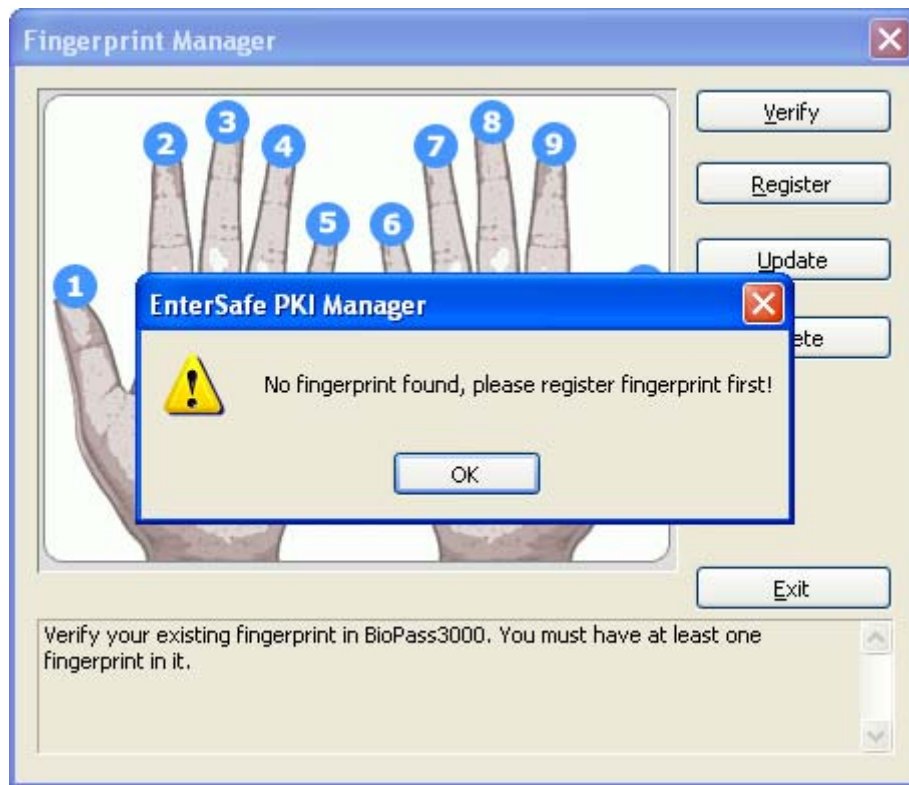 Fingerprint Manager
2
3
4
7
8
9
5
6
1
Verify
Register
Update
ete
EnterSafe PKI Manager
No fingerprint found, please register fingerprint first!
OK
Exit
Verify your existing fingerprint in BioPass3000. You must have at least one
fingerprint in it.